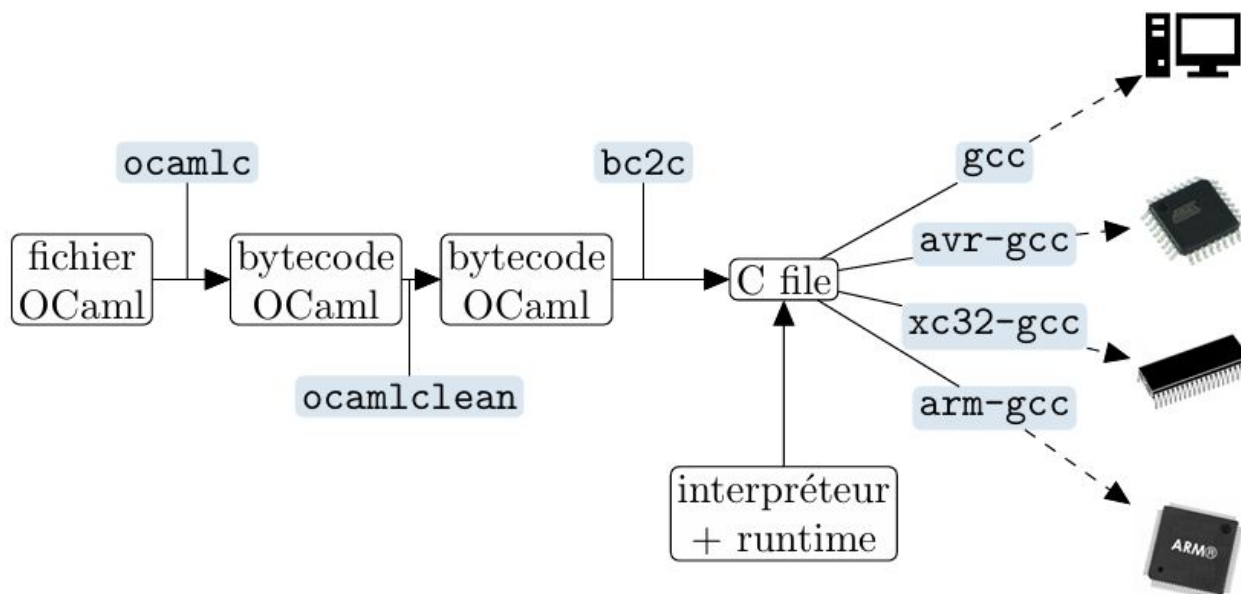 ocamlc
bc2c
gcc
avr-gcc
xc32-gcc
arm-gcc
fichier
OCaml
bytecode
OCaml
bytecode
OCaml
C file
ocamlclean
interpréteur
+ runtime
ARM®